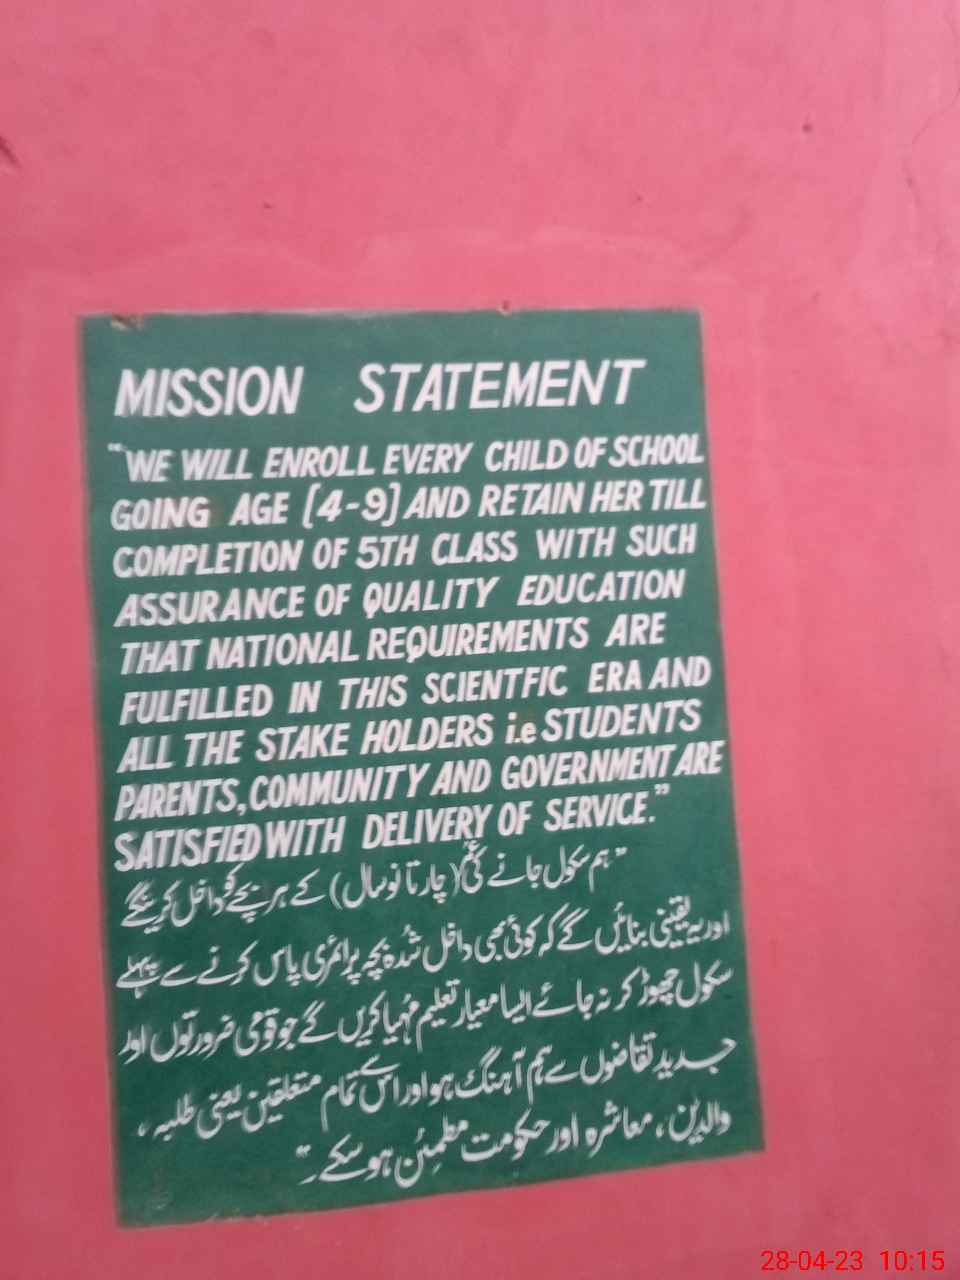 MISSION STATEMENT
"WE WILL ENROLL EVERY CHILD OF SCHOOL
GOING AGE (4-9) AND RETAIN HER TILL
COMPLETION OF 5TH CLASS WITH SUCH
ASSURANCE OF QUALITY EDUCATION
THAT NATIONAL REQUIREMENTS ARE
FULFILLED IN THIS SCIENTFIC ERA AND
ALL THE STAKE HOLDERS i.e STUDENTS
PARENTS, COMMUNITY AND GOVERNMENT ARE
SATISFIED WITH DELIVERY OF SERVICE."
"ہم سکول جانے کی عمر (چار تا نو سال) کے ہر بچے کو داخل کرینگے
اور یہ یقینی بنائیں گے کہ کوئی بھی داخل شدہ بچہ پرائمری پاس کرنے سے پہلے
سکول چھوڑ کر نہ جائے ایسا معیار تعلیم مُہیا کریں گے جو قومی ضرورتوں اور
جدید تقاضوں سے ہم آہنگ ہو اور اس سے تمام متعلقین یعنی طلبہ،
والدین، معاشرہ اور حکومت مطمئن ہو سکے۔"
28-04-23 10:15